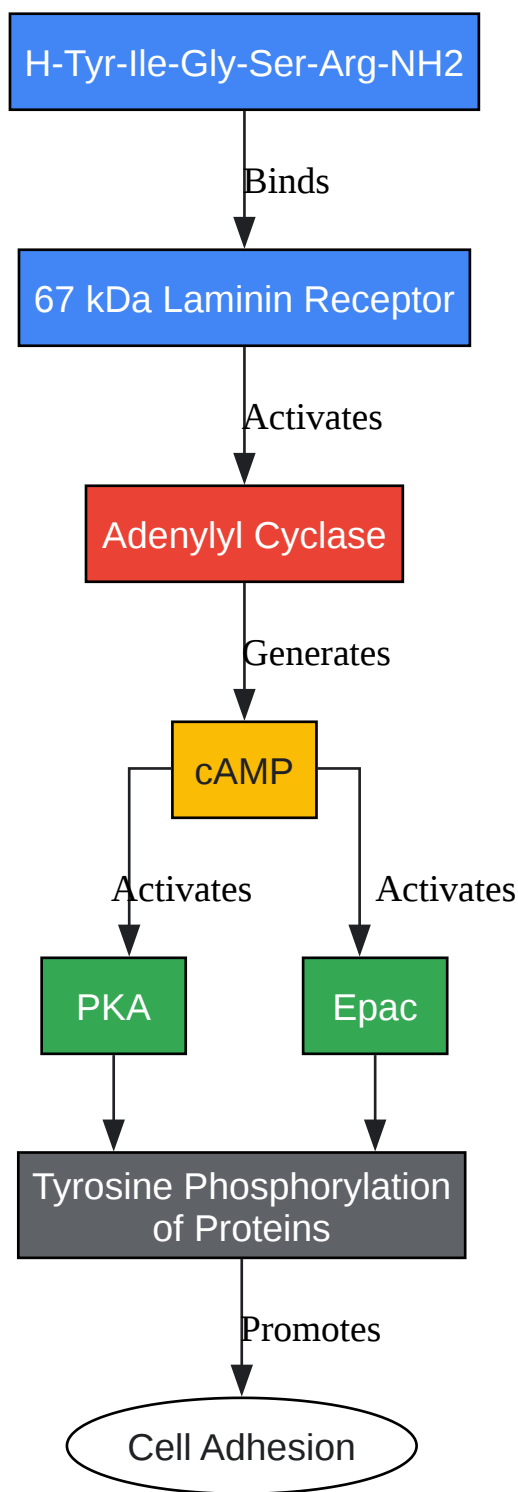 H-Tyr-Ile-Gly-Ser-Arg-NH2
Binds
67 kDa Laminin Receptor
Activates
Adenylyl Cyclase
Generates
cAMP
Activates
Activates
PKA
Epac
Tyrosine Phosphorylation
of Proteins
Promotes
Cell Adhesion